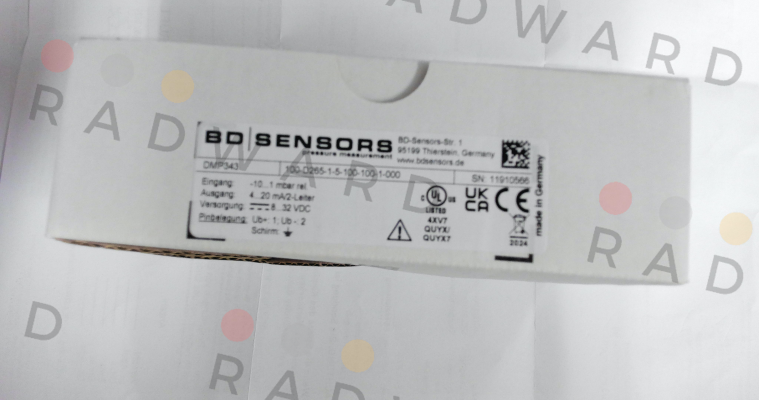 RADWARD
BD SENSORS
pressure measurement
BD-Sensors-Str. 1
95199 Thierstein, Germany
www.bdsensors.de
DMP343 100-D265-1-5-100-100-1-000 SN: 11910566
Eingang: -10...1 mbar rel.
Ausgang: 4...20 mA/2-Leiter
Versorgung: 8...32 VDC
Pinbelegung: Ub+: 1; Ub-: 2
Schirm:
C UL US
LISTED
4XV7
QUYX/
QUYX7
UK
CA
CE
2024
made in Germany
RADWARD
RAD
D
RAD